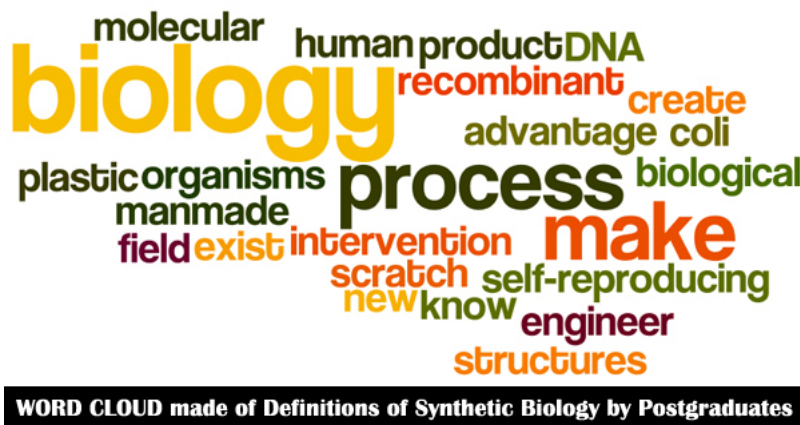 molecular
human product DNA
biology
recombinant
create
advantage coli
plastic organisms process biological
manmade make
field exist intervention
scratch self-reproducing
new know
engineer
structures
WORD CLOUD made of Definitions of Synthetic Biology by Postgraduates